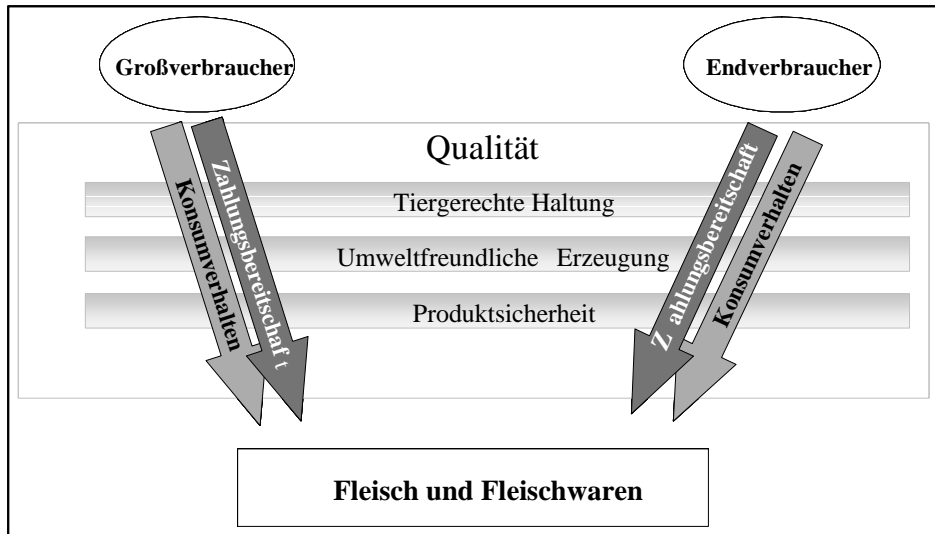 Großverbraucher
Endverbraucher
Qualität
Konsumverhalten
Zahlungsbereitschaft
Zahlungsbereitschaft
Konsumverhalten
Tiergerechte Haltung
Umweltfreundliche Erzeugung
Produktsicherheit
Fleisch und Fleischwaren